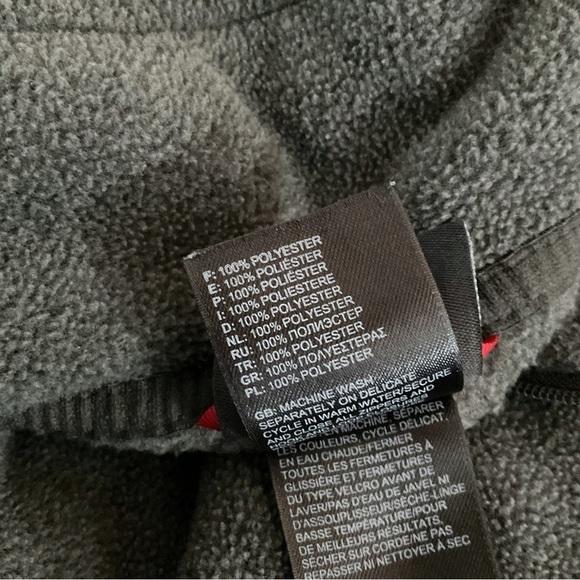 F: 100% POLYESTER
E: 100% POLIÉSTER
P: 100% POLIÉSTER
I: 100% POLIESTERE
D: 100% POLYESTER
NL: 100% POLYESTER
RU: 100% ПОЛИЭСТЕР
TR: 100% POLYESTER
GR: 100% ΠΟΛΥΕΣΤΕΡΑΣ
PL: 100% POLYESTER
GB: MACHINE WASH
SEPARATELY ON DELICATE
CYCLE IN WARM WATER/SECURE
AND CLOSE ALL ZIPPERS AND
MACHINE, SÉPARER
LES COULEURS, CYCLE DÉLICAT,
EN EAU CHAUDE/FERMER
TOUTES LES FERMETURES À
GLISSIÈRE ET FERMETURES
DU TYPE VELCRO AVANT DE
LAVER/PAS D'EAU DE JAVEL NI
D'ASSOUPLISSEUR/SÈCHE-LINGE
BASSE TEMPÉRATURE/POUR
DE MEILLEURS RÉSULTATS,
SÉCHER SUR CORDE/NE PAS
REPASSER NI NETTOYER À SEC